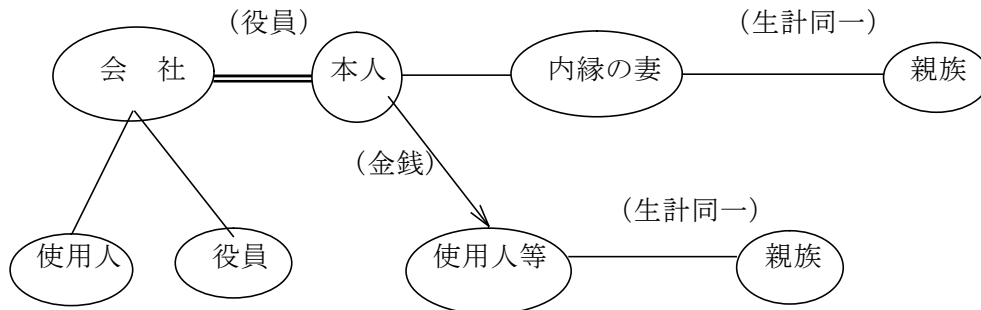 （役員）
（生計同一）
会　社
本人
内縁の妻
親族
（金銭）
（生計同一）
使用人
役員
使用人等
親族